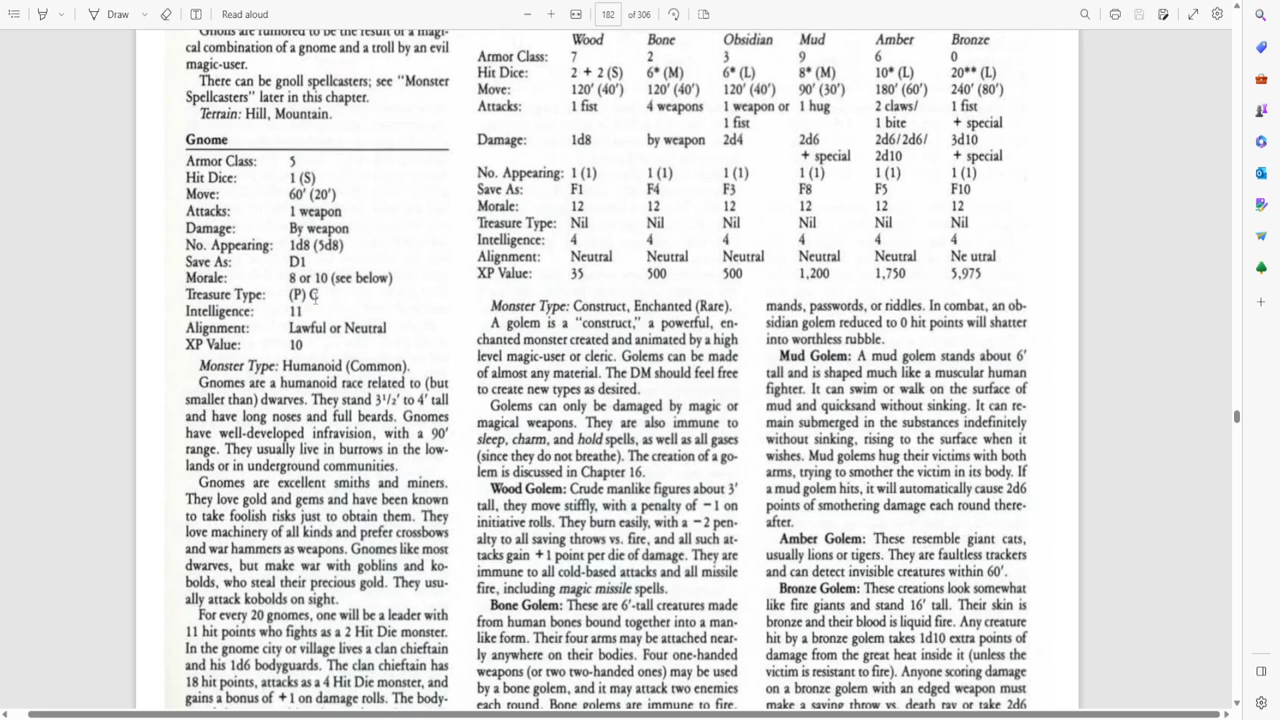 Draw
Read aloud
182
of 306
Gnolls are rumored to be the result of a magi-
cal combination of a gnome and a troll by an evil
magic-user.
There can be gnoll spellcasters; see "Monster
Spellcasters" later in this chapter.
Terrain: Hill, Mountain.
Gnome
Armor Class: 5
Hit Dice: 1 (S)
Move: 60' (20')
Attacks: 1 weapon
Damage: By weapon
No. Appearing: 1d8 (5d8)
Save As: D1
Morale: 8 or 10 (see below)
Treasure Type: (P) C
Intelligence: 11
Alignment: Lawful or Neutral
XP Value: 10
Monster Type: Humanoid (Common).
Gnomes are a humanoid race related to (but
smaller than) dwarves. They stand 3 1/2' to 4' tall
and have long noses and full beards. Gnomes
have well-developed infravision, with a 90'
range. They usually live in burrows in the low-
lands or in underground communities.
Gnomes are excellent smiths and miners.
They love gold and gems and have been known
to take foolish risks just to obtain them. They
love machinery of all kinds and prefer crossbows
and war hammers as weapons. Gnomes like most
dwarves, but make war with goblins and ko-
bolds, who steal their precious gold. They usu-
ally attack kobolds on sight.
For every 20 gnomes, one will be a leader with
11 hit points who fights as a 2 Hit Die monster.
In the gnome city or village lives a clan chieftain
and his 1d6 bodyguards. The clan chieftain has
18 hit points, attacks as a 4 Hit Die monster, and
gains a bonus of +1 on damage rolls. The body-
Wood Bone Obsidian Mud Amber Bronze
Armor Class: 7 2 3 9 6 0
Hit Dice: 2 + 2 (S) 6* (M) 6* (L) 8* (M) 10* (L) 20** (L)
Move: 120' (40') 120' (40') 120' (40') 90' (30') 180' (60') 240' (80')
Attacks: 1 fist 4 weapons 1 weapon or 1 hug 2 claws/ 1 fist
1 fist 1 bite + special
Damage: 1d8 by weapon 2d4 2d6 2d6/2d6/ 3d10
+ special 2d10 + special
No. Appearing: 1 (1) 1 (1) 1 (1) 1 (1) 1 (1) 1 (1)
Save As: F1 F4 F3 F8 F5 F10
Morale: 12 12 12 12 12 12
Treasure Type: Nil Nil Nil Nil Nil Nil
Intelligence: 4 4 4 4 4 4
Alignment: Neutral Neutral Neutral Neutral Neutral Ne utral
XP Value: 35 500 500 1,200 1,750 5,975
Monster Type: Construct, Enchanted (Rare).
A golem is a "construct," a powerful, en-
chanted monster created and animated by a high
level magic-user or cleric. Golems can be made
of almost any material. The DM should feel free
to create new types as desired.
Golems can only be damaged by magic or
magical weapons. They are also immune to
sleep, charm, and hold spells, as well as all gases
(since they do not breathe). The creation of a go-
lem is discussed in Chapter 16.
Wood Golem: Crude manlike figures about 3'
tall, they move stiffly, with a penalty of −1 on
initiative rolls. They burn easily, with a −2 pen-
alty to all saving throws vs. fire, and all such at-
tacks gain +1 point per die of damage. They are
immune to all cold-based attacks and all missile
fire, including magic missile spells.
Bone Golem: These are 6'-tall creatures made
from human bones bound together into a man-
like form. Their four arms may be attached near-
ly anywhere on their bodies. Four one-handed
weapons (or two two-handed ones) may be used
by a bone golem, and it may attack two enemies
each round. Bone golems are immune to fire,
mands, passwords, or riddles. In combat, an ob-
sidian golem reduced to 0 hit points will shatter
into worthless rubble.
Mud Golem: A mud golem stands about 6'
tall and is shaped much like a muscular human
fighter. It can swim or walk on the surface of
mud and quicksand without sinking. It can re-
main submerged in the substances indefinitely
without sinking, rising to the surface when it
wishes. Mud golems hug their victims with both
arms, trying to smother the victim in its body. If
a mud golem hits, it will automatically cause 2d6
points of smothering damage each round there-
after.
Amber Golem: These resemble giant cats,
usually lions or tigers. They are faultless trackers
and can detect invisible creatures within 60'.
Bronze Golem: These creations look somewhat
like fire giants and stand 16' tall. Their skin is
bronze and their blood is liquid fire. Any creature
hit by a bronze golem takes 1d10 extra points of
damage from the great heat inside it (unless the
victim is resistant to fire). Anyone scoring damage
on a bronze golem with an edged weapon must
make a saving throw vs. death ray or take 2d6